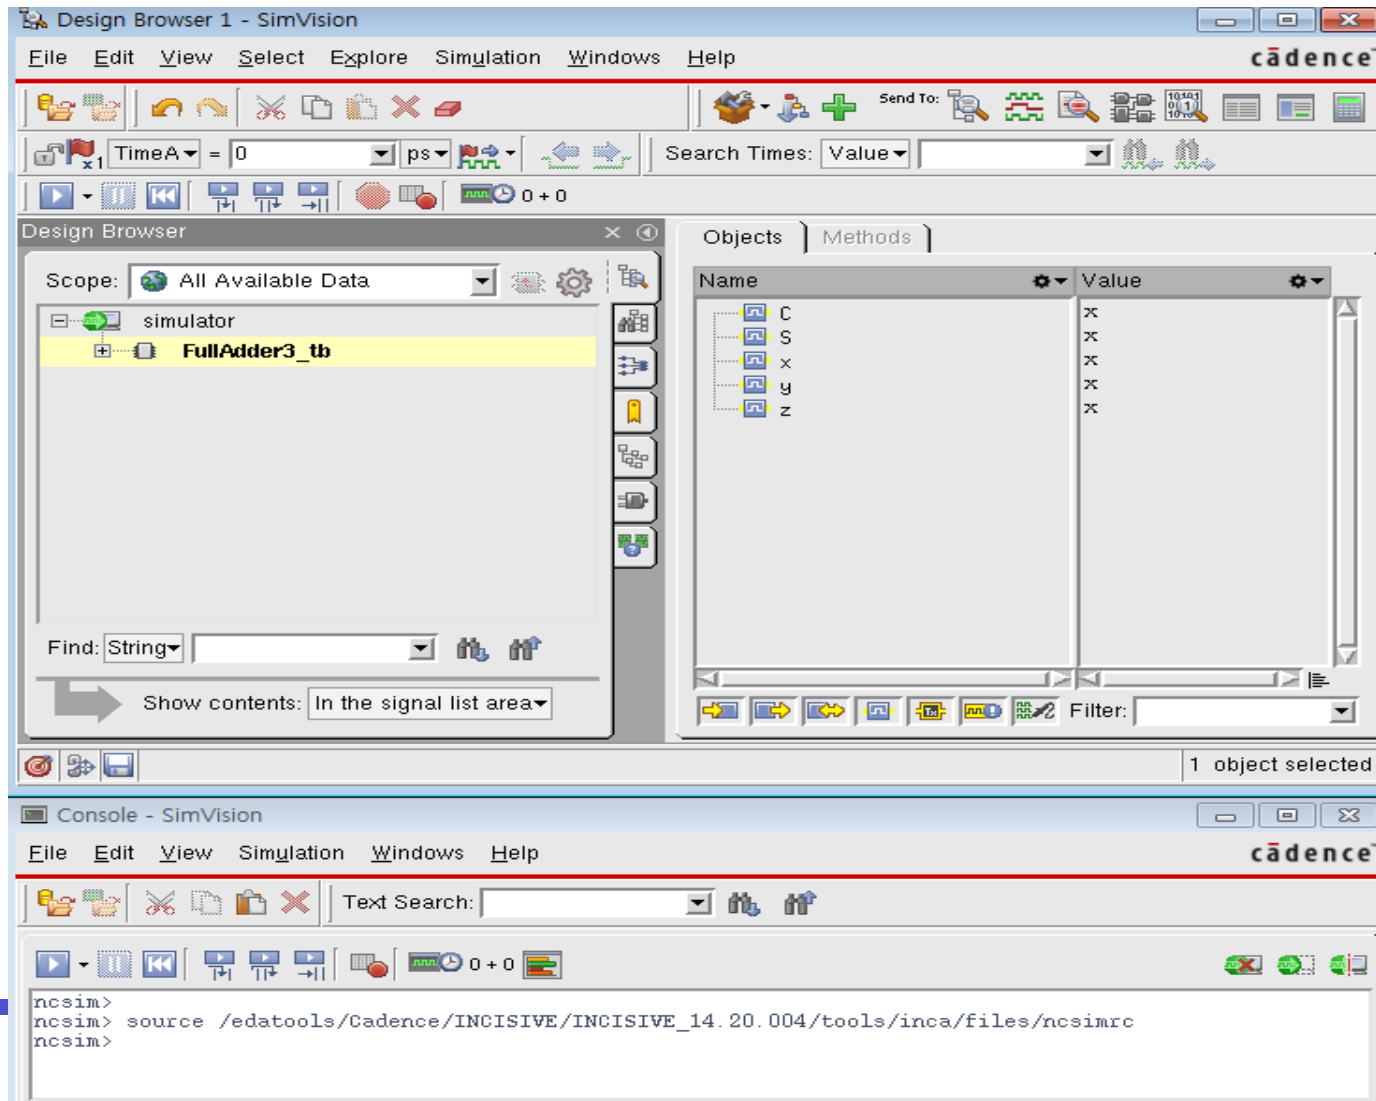 Design Browser 1 - SimVision
File Edit View Select Explore Simulation Windows Help
cādence
Send To:
x1 TimeA = 0 ps Search Times: Value
0 + 0
Design Browser
Objects Methods
Scope: All Available Data
Name Value
simulator
FullAdder3_tb
C x
S x
x x
y x
z x
Find: String
Show contents: In the signal list area
Filter:
1 object selected
Console - SimVision
File Edit View Simulation Windows Help
cādence
Text Search:
0 + 0
ncsim>
ncsim> source /edatools/Cadence/INCISIVE/INCISIVE_14.20.004/tools/inca/files/ncsimrc
ncsim>